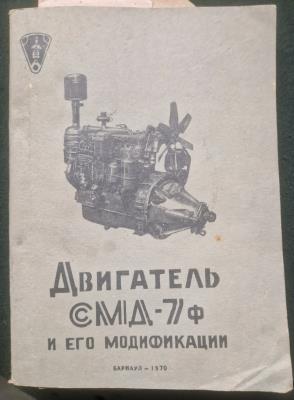 Двигатель
СМД-7ф
и его модификации
Барнаул — 1970